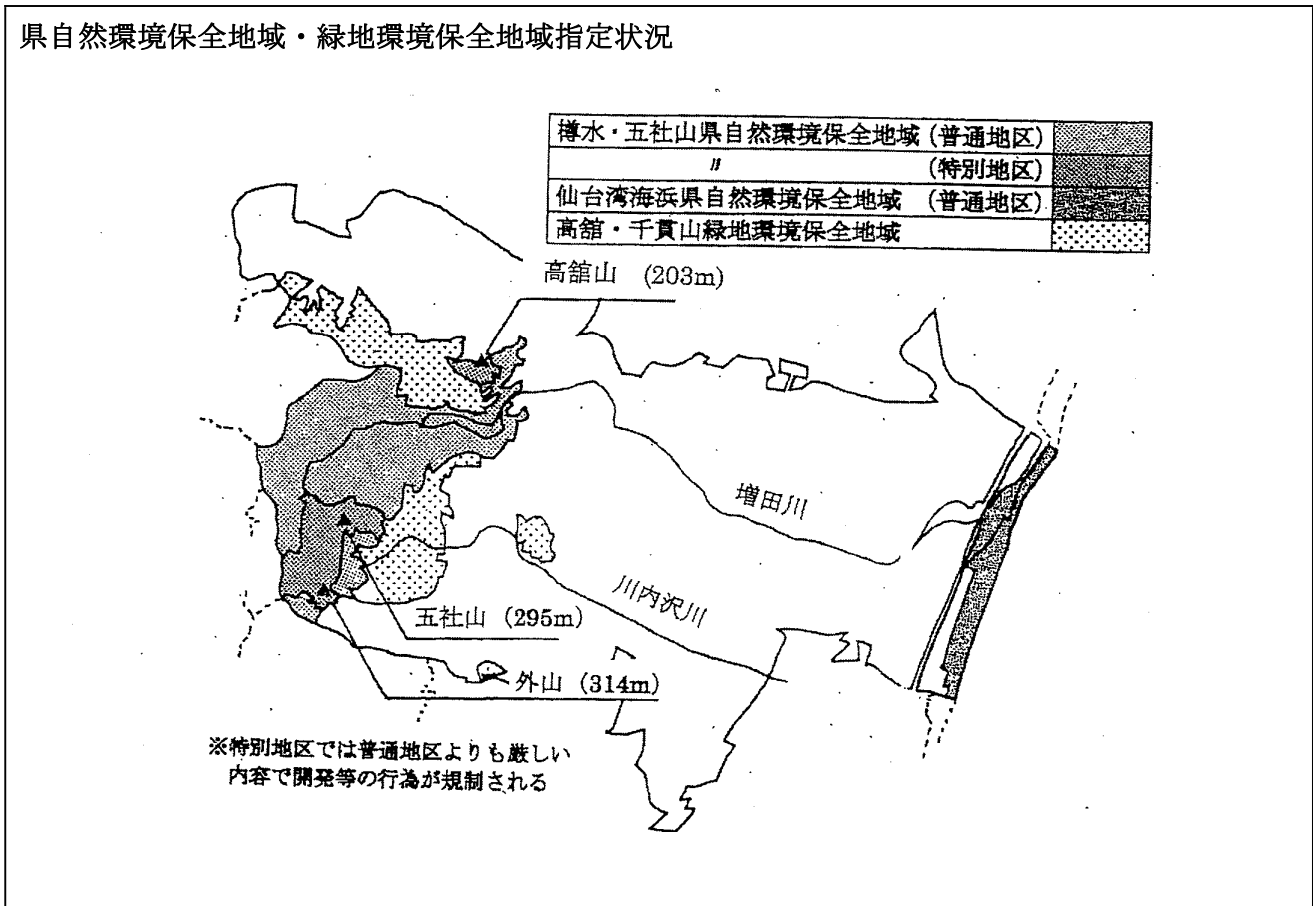 県自然環境保全地域・緑地環境保全地域指定状況
樽水・五社山県自然環境保全地域(普通地区)
〃 (特別地区)
仙台湾海浜県自然環境保全地域 (普通地区)
高舘・千貫山緑地環境保全地域
高舘山 (203m)
増田川
川内沢川
五社山 (295m)
外山 (314m)
※特別地区では普通地区よりも厳しい
内容で開発等の行為が規制される